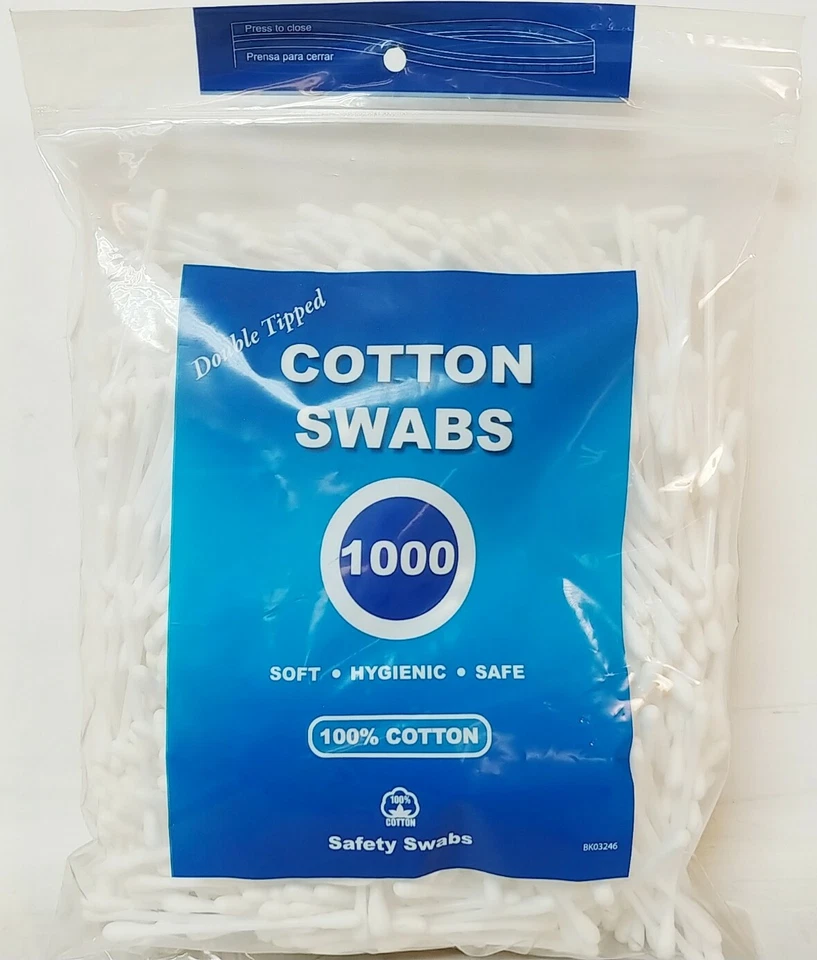 Press to close
Prensa para cerrar
Double Tipped
COTTON
SWABS
1000
SOFT • HYGIENIC • SAFE
100% COTTON
100%
COTTON
Safety Swabs
BK03246